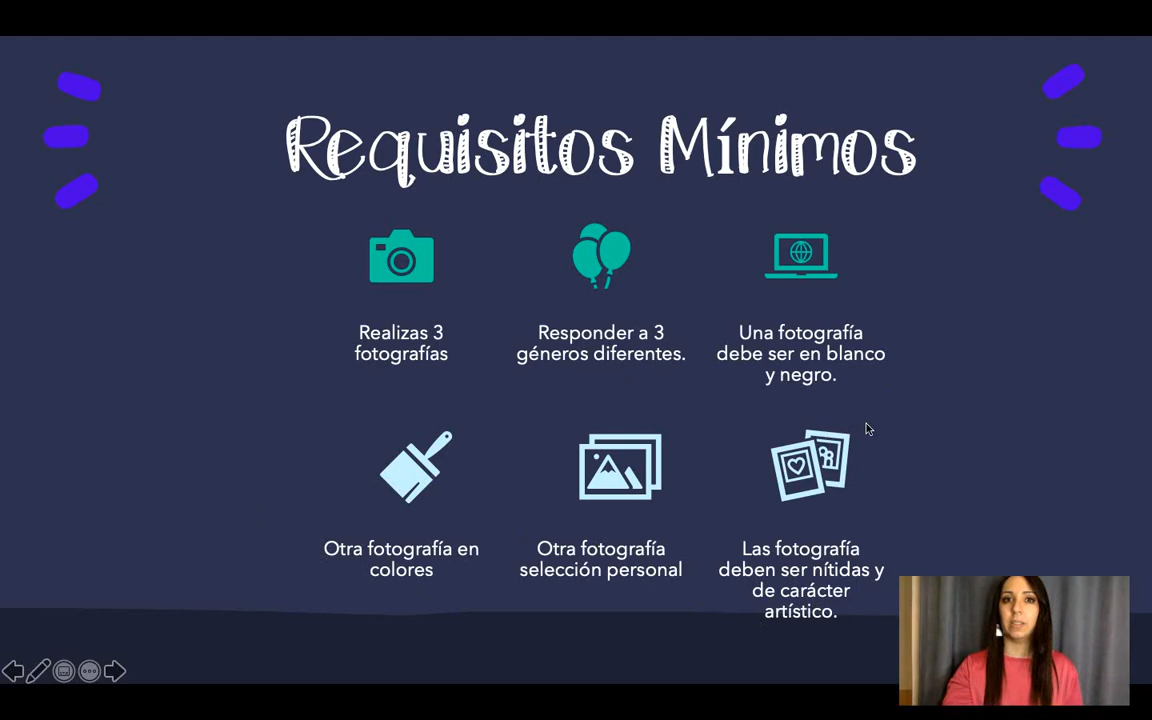 Requisitos Mínimos
Realizas 3
fotografías
Responder a 3
géneros diferentes.
Una fotografía
debe ser en blanco
y negro.
Otra fotografía en
colores
Otra fotografía
selección personal
Las fotografía
deben ser nítidas y
de carácter
artístico.